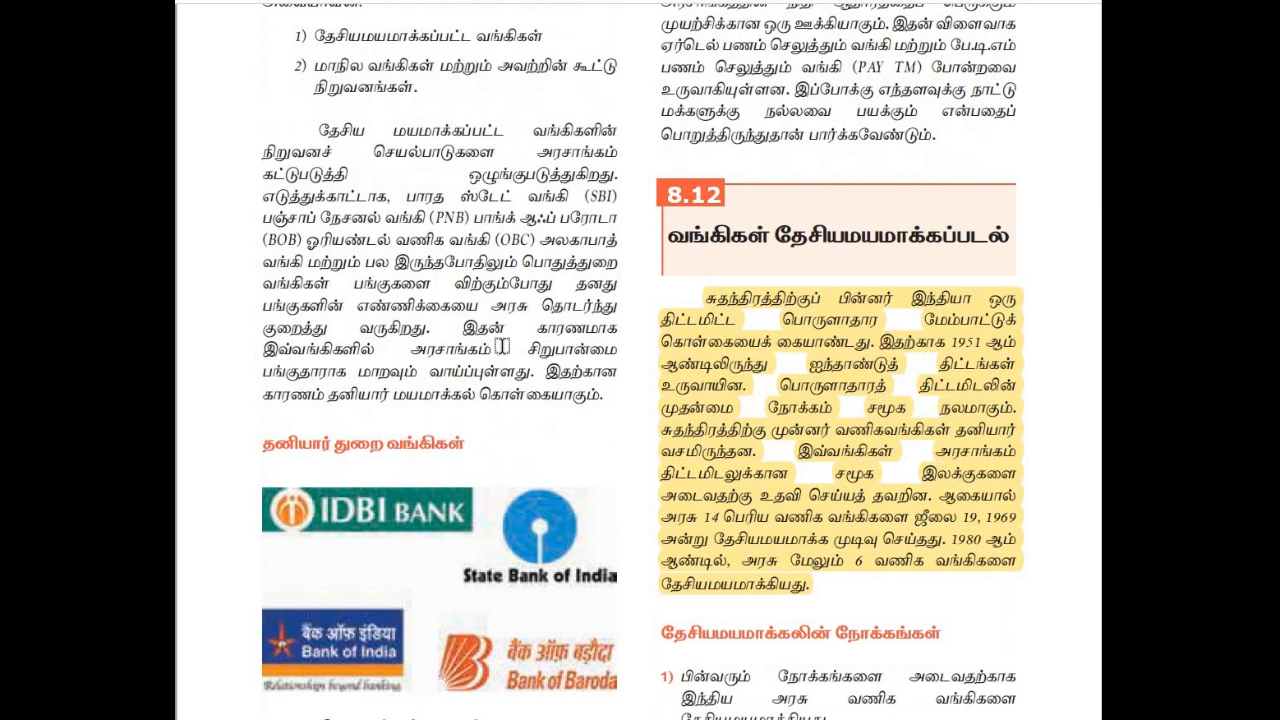 1) தேசியமயமாக்கப்பட்ட வங்கிகள்
2) மாநில வங்கிகள் மற்றும் அவற்றின் கூட்டு
நிறுவனங்கள்.
தேசிய மயமாக்கப்பட்ட வங்கிகளின்
நிறுவனச் செயல்பாடுகளை அரசாங்கம்
கட்டுபடுத்தி ஒழுங்குபடுத்துகிறது.
எடுத்துக்காட்டாக, பாரத ஸ்டேட் வங்கி (SBI)
பஞ்சாப் நேசனல் வங்கி (PNB) பாங்க் ஆஃப் பரோடா
(BOB) ஓரியண்டல் வணிக வங்கி (OBC) அலகாபாத்
வங்கி மற்றும் பல இருந்தபோதிலும் பொதுத்துறை
வங்கிகள் பங்குகளை விற்கும்போது தனது
பங்குகளின் எண்ணிக்கையை அரசு தொடர்ந்து
குறைத்து வருகிறது. இதன் காரணமாக
இவ்வங்கிகளில் அரசாங்கம் சிறுபான்மை
பங்குதாராக மாறவும் வாய்ப்புள்ளது. இதற்கான
காரணம் தனியார் மயமாக்கல் கொள்கையாகும்.
தனியார் துறை வங்கிகள்
IDBI BANK
State Bank of India
बैंक ऑफ़ इंडिया
Bank of India
Relationships beyond banking.
बैंक ऑफ़ बड़ौदा
Bank of Baroda
முயற்சிக்கான ஒரு ஊக்கியாகும். இதன் விளைவாக
ஏர்டெல் பணம் செலுத்தும் வங்கி மற்றும் பே.டி.எம்
பணம் செலுத்தும் வங்கி (PAY TM) போன்றவை
உருவாகியுள்ளன. இப்போக்கு எந்தளவுக்கு நாட்டு
மக்களுக்கு நல்லவை பயக்கும் என்பதைப்
பொறுத்திருந்துதான் பார்க்கவேண்டும்.
8.12
வங்கிகள் தேசியமயமாக்கப்படல்
சுதந்திரத்திற்குப் பின்னர் இந்தியா ஒரு
திட்டமிட்ட பொருளாதார மேம்பாட்டுக்
கொள்கையைக் கையாண்டது. இதற்காக 1951 ஆம்
ஆண்டிலிருந்து ஐந்தாண்டுத் திட்டங்கள்
உருவாயின. பொருளாதாரத் திட்டமிடலின்
முதன்மை நோக்கம் சமூக நலமாகும்.
சுதந்திரத்திற்கு முன்னர் வணிகவங்கிகள் தனியார்
வசமிருந்தன. இவ்வங்கிகள் அரசாங்கம்
திட்டமிடலுக்கான சமூக இலக்குகளை
அடைவதற்கு உதவி செய்யத் தவறின. ஆகையால்
அரசு 14 பெரிய வணிக வங்கிகளை ஜீலை 19, 1969
அன்று தேசியமயமாக்க முடிவு செய்தது. 1980 ஆம்
ஆண்டில், அரசு மேலும் 6 வணிக வங்கிகளை
தேசியமயமாக்கியது.
தேசியமயமாக்கலின் நோக்கங்கள்
1) பின்வரும் நோக்கங்களை அடைவதற்காக
இந்திய அரசு வணிக வங்கிகளை